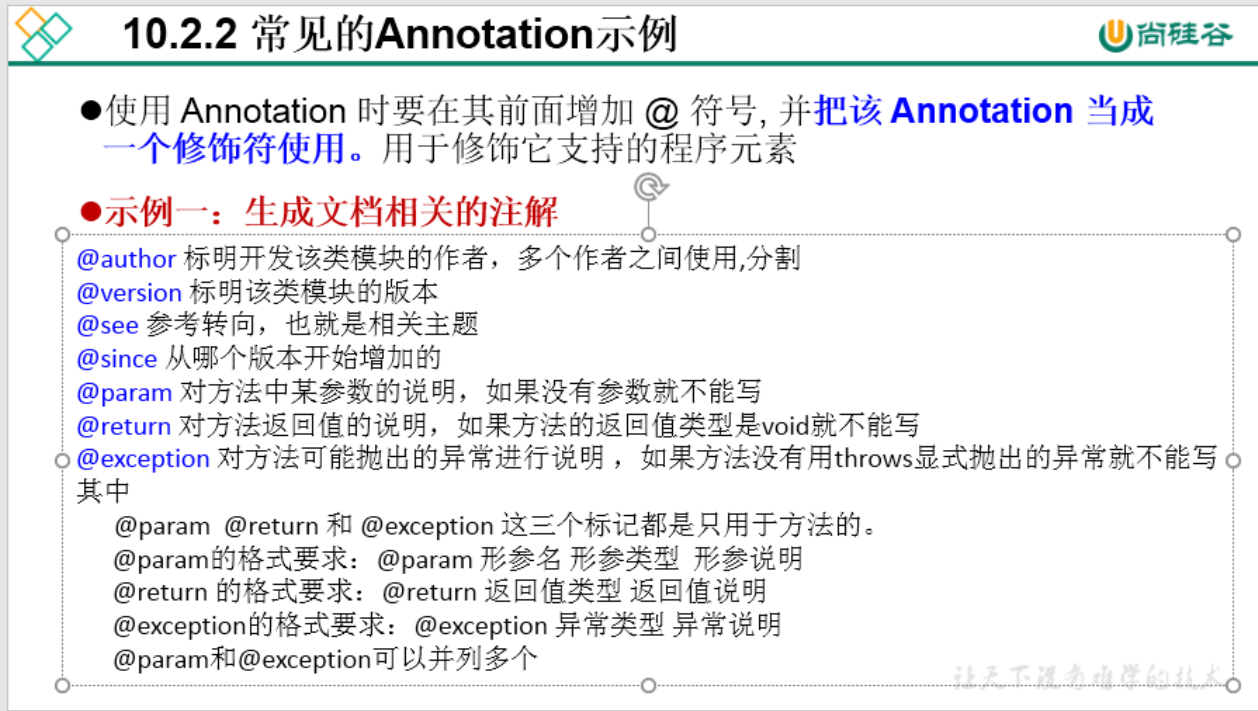 10.2.2 常见的Annotation示例
尚硅谷
●使用 Annotation 时要在其前面增加 @ 符号, 并把该 Annotation 当成
一个修饰符使用。用于修饰它支持的程序元素
●示例一：生成文档相关的注解
@author 标明开发该类模块的作者，多个作者之间使用,分割
@version 标明该类模块的版本
@see 参考转向，也就是相关主题
@since 从哪个版本开始增加的
@param 对方法中某参数的说明，如果没有参数就不能写
@return 对方法返回值的说明，如果方法的返回值类型是void就不能写
@exception 对方法可能抛出的异常进行说明 ，如果方法没有用throws显式抛出的异常就不能写
其中
@param @return 和 @exception 这三个标记都是只用于方法的。
@param的格式要求：@param 形参名 形参类型 形参说明
@return 的格式要求：@return 返回值类型 返回值说明
@exception的格式要求：@exception 异常类型 异常说明
@param和@exception可以并列多个
让天下没有难学的技术